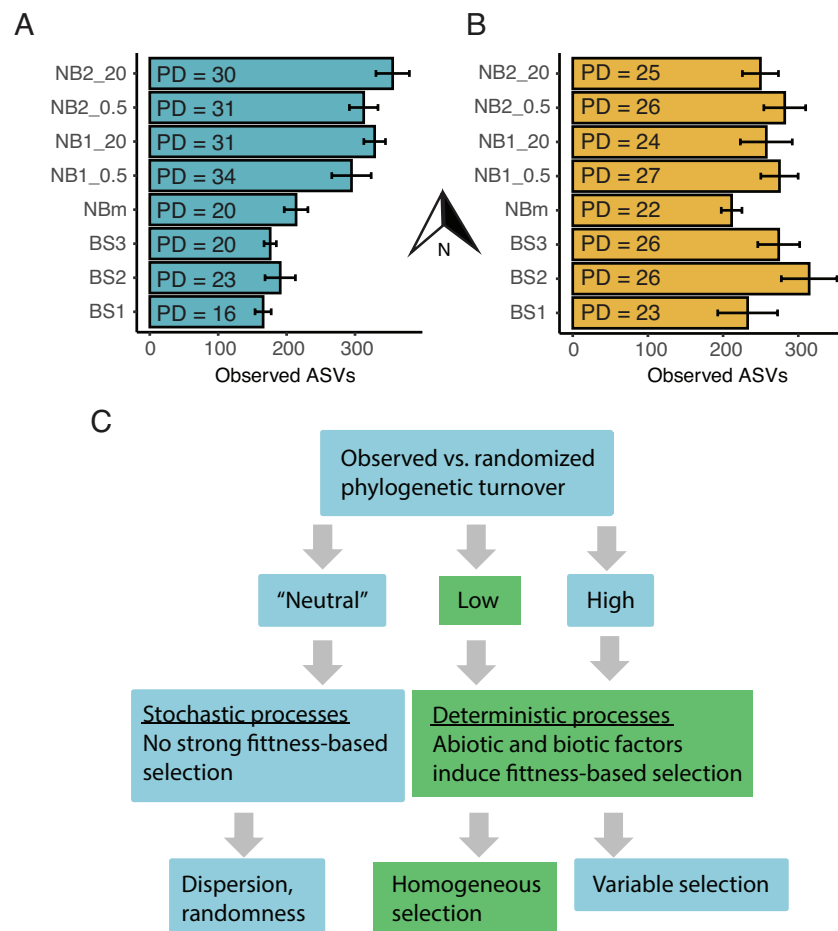 A
NB2_20
PD = 30
NB2_0.5
PD = 31
NB1_20
PD = 31
NB1_0.5
PD = 34
NBm
PD = 20
BS3
PD = 20
BS2
PD = 23
BS1
PD = 16
0
100
200
300
Observed ASVs
N
B
NB2_20
PD = 25
NB2_0.5
PD = 26
NB1_20
PD = 24
NB1_0.5
PD = 27
NBm
PD = 22
BS3
PD = 26
BS2
PD = 26
BS1
PD = 23
0
100
200
300
Observed ASVs
C
Observed vs. randomized
phylogenetic turnover
“Neutral”
Low
High
Stochastic processes
No strong fittness-based
selection
Deterministic processes
Abiotic and biotic factors
induce fittness-based selection
Dispersion,
randomness
Homogeneous
selection
Variable selection